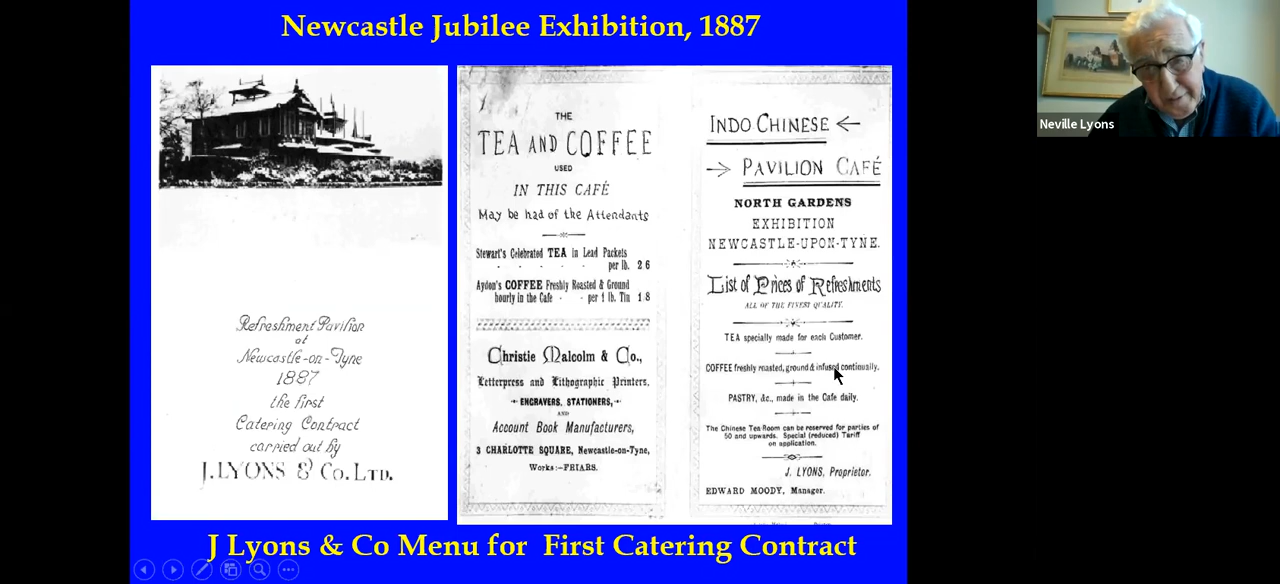 Newcastle Jubilee Exhibition, 1887
Refreshment Pavilion
at
Newcastle-on-Tyne
1887
the first
Catering Contract
carried out by
J. LYONS & Co. LTD.
THE
TEA AND COFFEE
USED
IN THIS CAFÉ
May be had of the Attendants
Stewart's Celebrated TEA in Lead Packets
per lb. 2 6
Aydon's COFFEE Freshly Roasted & Ground
hourly in the Cafe - - per 1 lb. Tin 1 8
Christie Malcolm & Co.,
Letterpress and Lithographic Printers,
ENGRAVERS, STATIONERS,
AND
Account Book Manufacturers,
3 CHARLOTTE SQUARE, Newcastle-on-Tyne,
Works:—FRIARS.
INDO CHINESE ←
→ PAVILION CAFÉ
NORTH GARDENS
EXHIBITION
NEWCASTLE-UPON-TYNE.
List of Prices of Refreshments
ALL OF THE FINEST QUALITY.
TEA specially made for each Customer.
COFFEE freshly roasted, ground & infused continually.
PASTRY, &c., made in the Cafe daily.
The Chinese Tea Room can be reserved for parties of
50 and upwards. Special (reduced) Tariff
on application.
J. LYONS, Proprietor.
EDWARD MOODY, Manager.
J Lyons & Co Menu for First Catering Contract
Neville Lyons